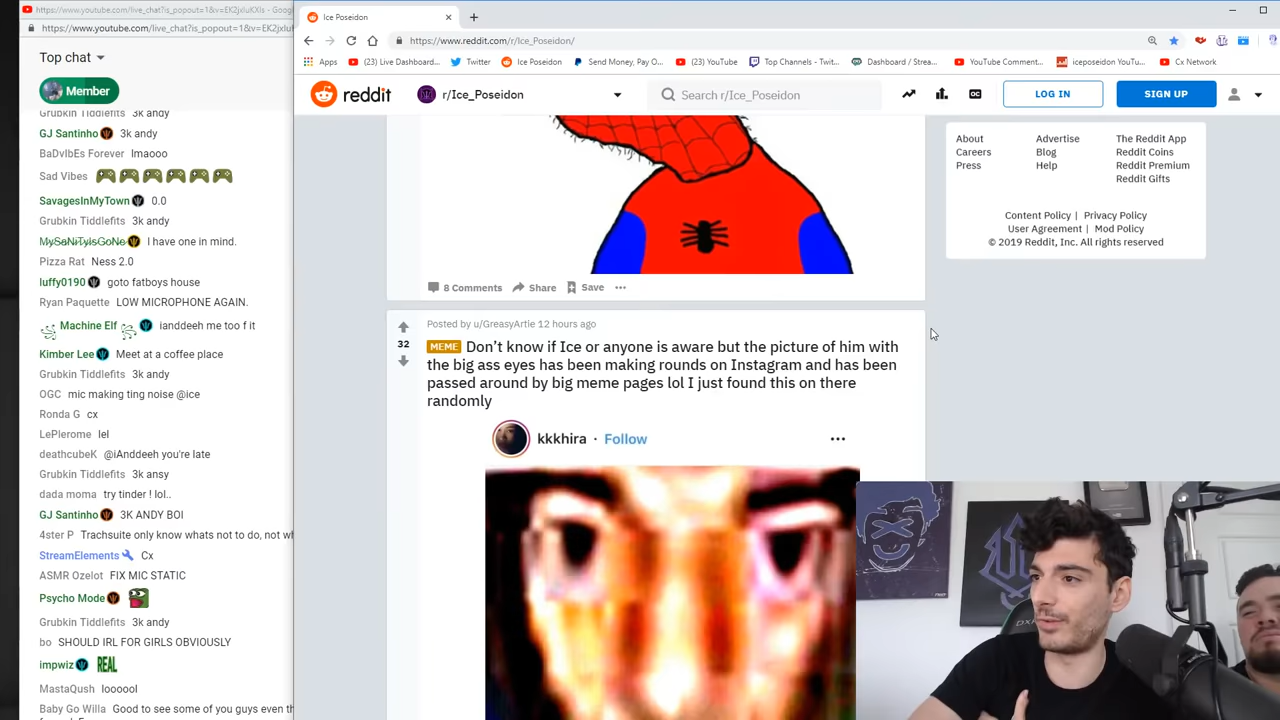 https://www.youtube.com/live_chat?is_popout=1&v=EK2jxIuKXIs - Googl
https://www.youtube.com/live_chat?is_popout=1&v=EK2jxIuI
Top chat
Member
Grubkin Tiddlefits 3k andy
GJ Santinho 3k andy
BaDvIbEs Forever lmaooo
Sad Vibes
SavagesInMyTown 0.0
Grubkin Tiddlefits 3k andy
MySaNiTyisGoNe I have one in mind.
Pizza Rat Ness 2.0
luffy0190 goto fatboys house
Ryan Paquette LOW MICROPHONE AGAIN.
Machine Elf ianddeeh me too f it
Kimber Lee Meet at a coffee place
Grubkin Tiddlefits 3k andy
OGC mic making ting noise @ice
Ronda G cx
LePierome lel
deathcubeK @iAnddeeh you're late
Grubkin Tiddlefits 3k ansy
dada moma try tinder ! lol..
GJ Santinho 3K ANDY BOI
4ster P Trachsuite only know whats not to do, not wh
StreamElements Cx
ASMR Ozelot FIX MIC STATIC
Psycho Mode
Grubkin Tiddlefits 3k andy
bo SHOULD IRL FOR GIRLS OBVIOUSLY
impwiz REAL
MastaQush loooool
Baby Go Willa Good to see some of you guys even th
Ice Poseidon
https://www.reddit.com/r/Ice_Poseidon/
Apps (23) Live Dashboard... Twitter Ice Poseidon Send Money, Pay O... (23) YouTube Top Channels - Twit... Dashboard / Strea... YouTube Comment... iceposeidon YouTu... Cx Network
reddit r/Ice_Poseidon Search r/Ice_Poseidon LOG IN SIGN UP
About Advertise The Reddit App
Careers Blog Reddit Coins
Press Help Reddit Premium
Reddit Gifts
Content Policy | Privacy Policy |
User Agreement | Mod Policy
© 2019 Reddit, Inc. All rights reserved
8 Comments Share Save
Posted by u/GreasyArtie 12 hours ago
32
MEME Don't know if Ice or anyone is aware but the picture of him with
the big ass eyes has been making rounds on Instagram and has been
passed around by big meme pages lol I just found this on there
randomly
kkkhira · Follow